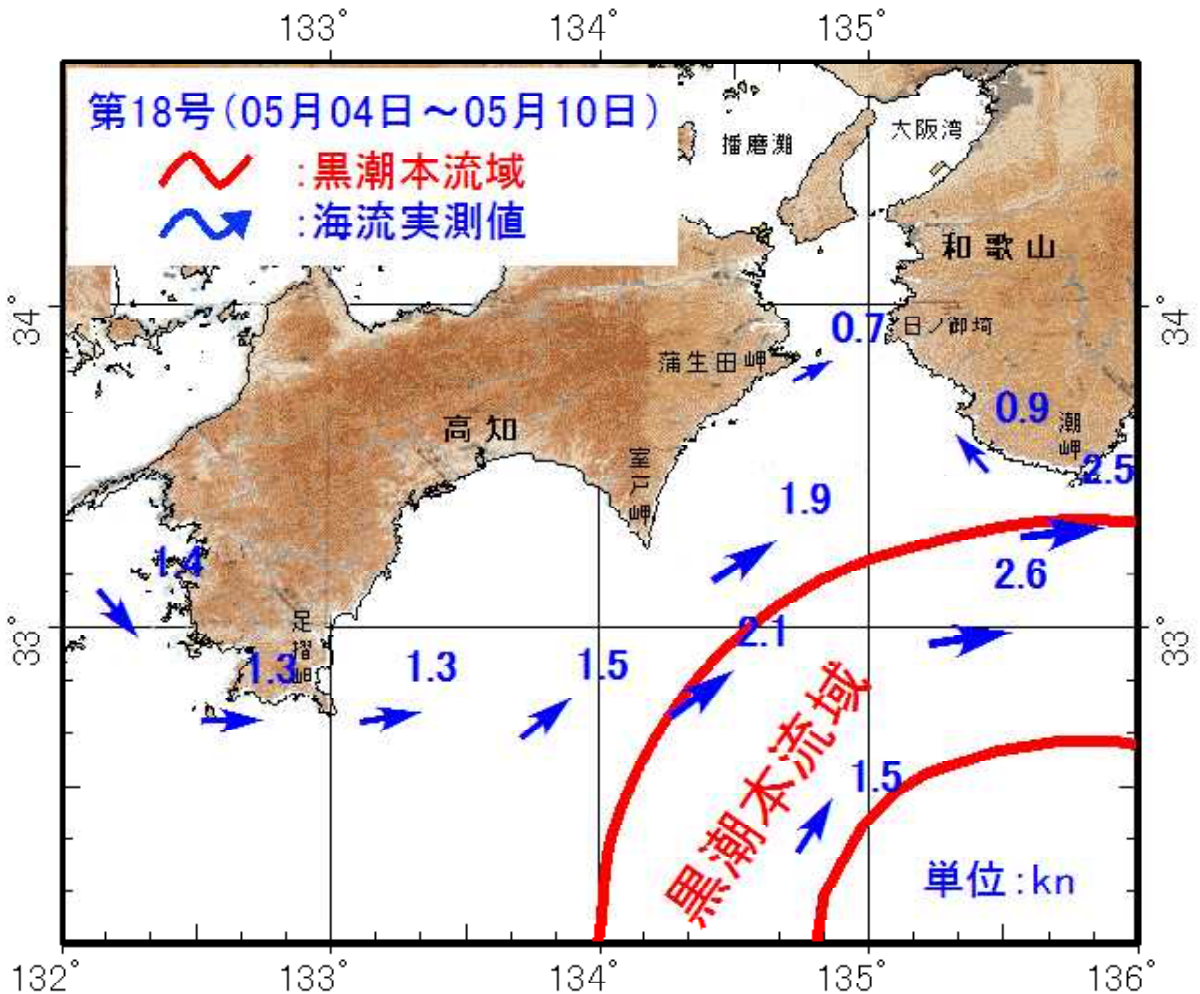 133° 134° 135°
第18号(05月04日～05月10日)
:黒潮本流域
:海流実測値
播磨灘
大阪湾
和歌山
34°
34°
0.7
日ノ御埼
蒲生田岬
0.9
潮岬
高知
室戸岬
2.5
1.9
1.4
2.6
33°
33°
足摺岬
2.1
1.3
1.3
1.5
黒潮本流域
1.5
単位:kn
132° 133° 134° 135° 136°